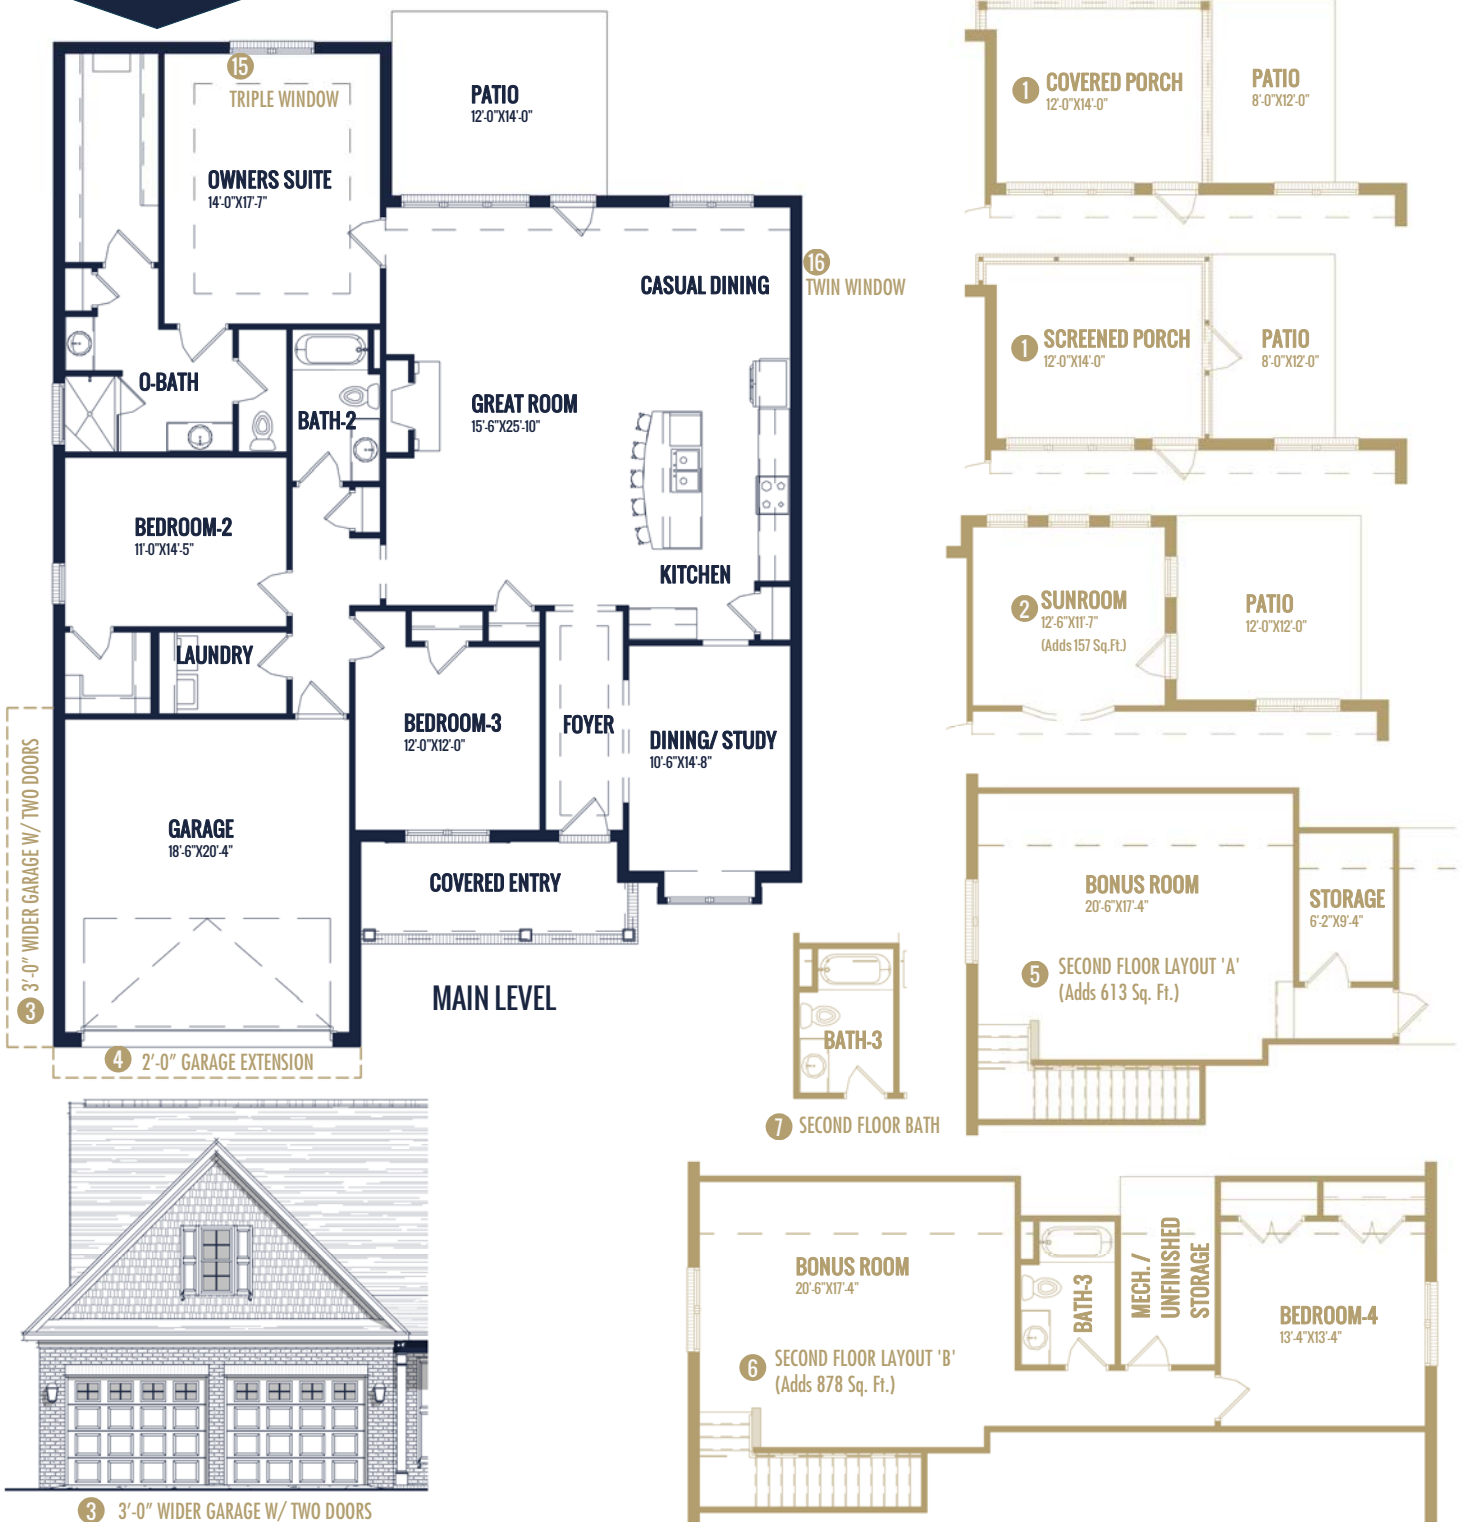 15
TRIPLE WINDOW
PATIO
12'-0"X14'-0"
OWNERS SUITE
14'-0"X17'-7"
16
TWIN WINDOW
CASUAL DINING
O-BATH
BATH-2
GREAT ROOM
15'-6"X25'-10"
BEDROOM-2
11'-0"X14'-5"
KITCHEN
LAUNDRY
BEDROOM-3
12'-0"X12'-0"
FOYER
DINING/ STUDY
10'-6"X14'-8"
GARAGE
18'-6"X20'-4"
COVERED ENTRY
3 3'-0" WIDER GARAGE W/ TWO DOORS
4 2'-0" GARAGE EXTENSION
MAIN LEVEL
3 3'-0" WIDER GARAGE W/ TWO DOORS
1 COVERED PORCH
12'-0"X14'-0"
PATIO
8'-0"X12'-0"
1 SCREENED PORCH
12'-0"X14'-0"
PATIO
8'-0"X12'-0"
2 SUNROOM
12'-6"X11'-7"
(Adds 157 Sq.Ft.)
PATIO
12'-0"X12'-0"
BONUS ROOM
20'-6"X17'-4"
STORAGE
6'-2"X9'-4"
5 SECOND FLOOR LAYOUT 'A'
(Adds 613 Sq. Ft.)
BATH-3
7 SECOND FLOOR BATH
BONUS ROOM
20'-6"X17'-4"
6 SECOND FLOOR LAYOUT 'B'
(Adds 878 Sq. Ft.)
BATH-3
MECH. /
UNFINISHED
STORAGE
BEDROOM-4
13'-4"X13'-4"